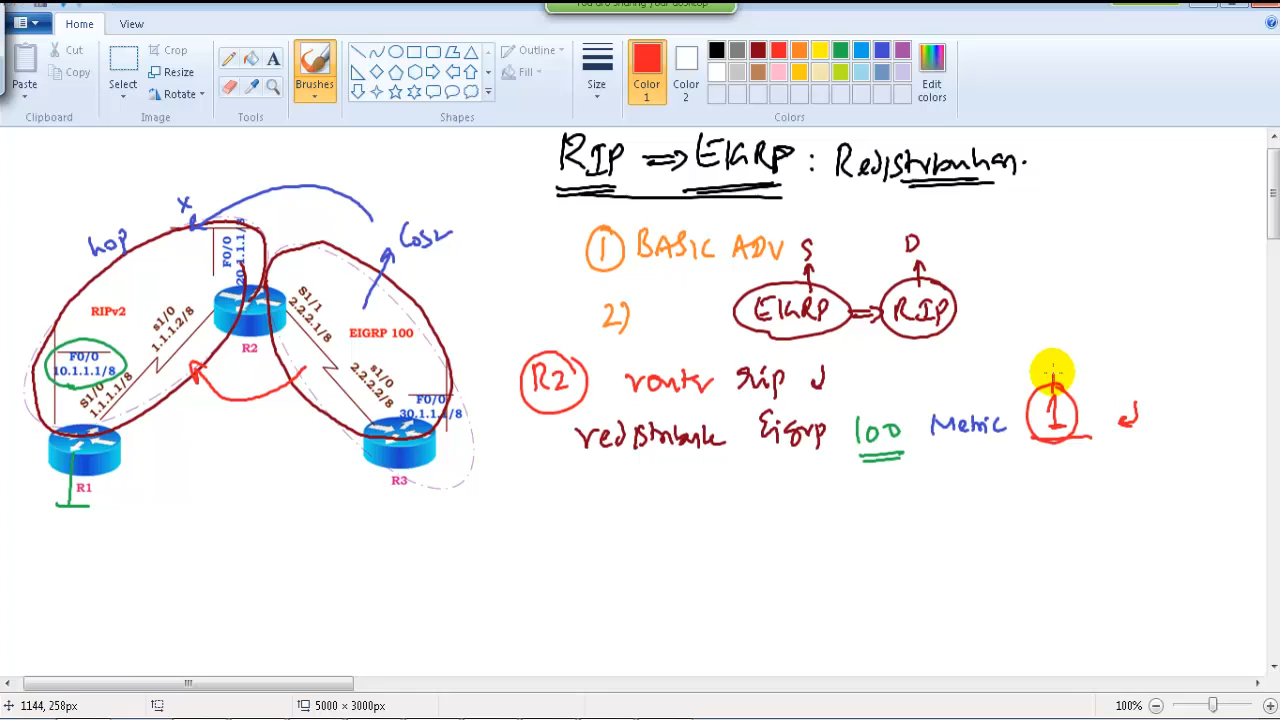 You are sharing your desktop
Home
View
Paste
Cut
Copy
Clipboard
Select
Crop
Resize
Rotate
Image
A
Tools
Brushes
Shapes
Outline
Fill
Size
Color 1
Color 2
Edit colors
Colors
RIP ⇒ EIGRP : Redistribution.
1 BASIC ADV S D
2) EIGRP ⇒ RIP
R2 router rip
redistribute Eigrp 100 Metric 1
x
hop
Cost
F0/0
20.1.1.1/8
RIPv2
s1/0
1.1.1.2/8
S1/1
2.2.2.1/8
EIGRP 100
R2
F0/0
10.1.1.1/8
S1/0
1.1.1.1/8
s1/0
2.2.2.2/8
F0/0
30.1.1.1/8
R1
R3
1144, 258px
5000 × 3000px
100%